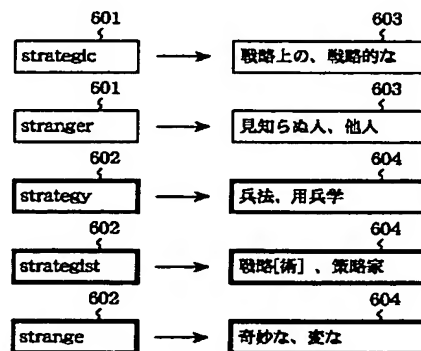 601 603
strategic 戦略上の、戦略的な
601 603
stranger 見知らぬ人、他人
602 604
strategy 兵法、用兵学
602 604
strategist 戦略[術]、策略家
602 604
strange 奇妙な、変な